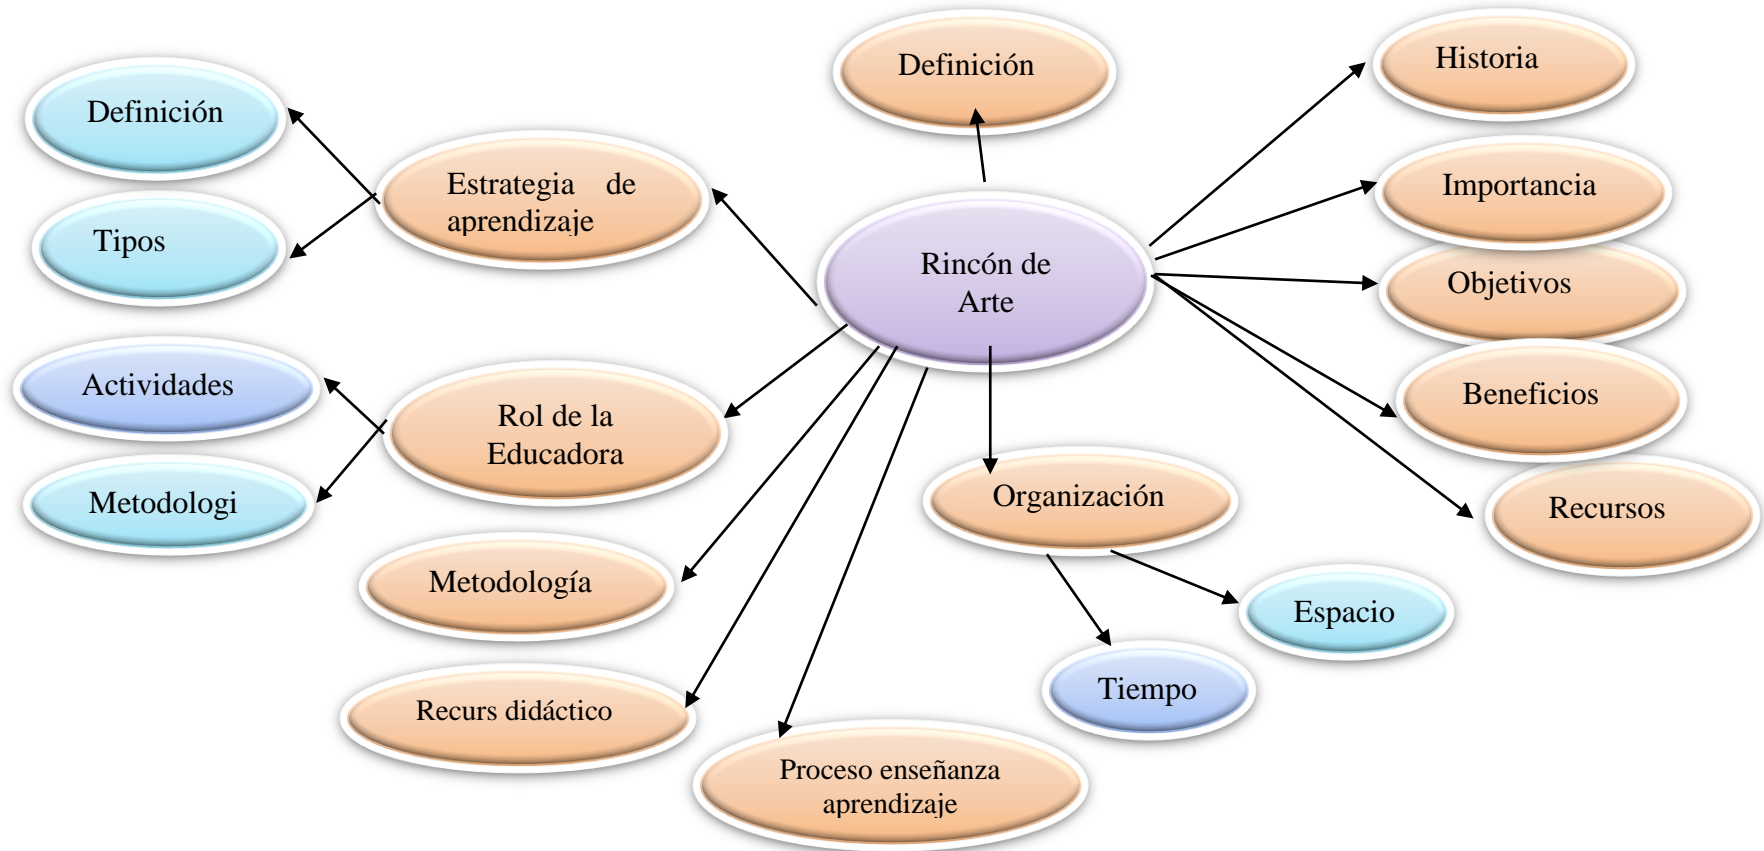 Definición
Historia
Definición
Estrategia de
aprendizaje
Importancia
Tipos
Rincón de
Arte
Objetivos
Actividades
Rol de la
Educadora
Beneficios
Metodologi
Organización
Recursos
Metodología
Espacio
Tiempo
Recurs didáctico
Proceso enseñanza
aprendizaje